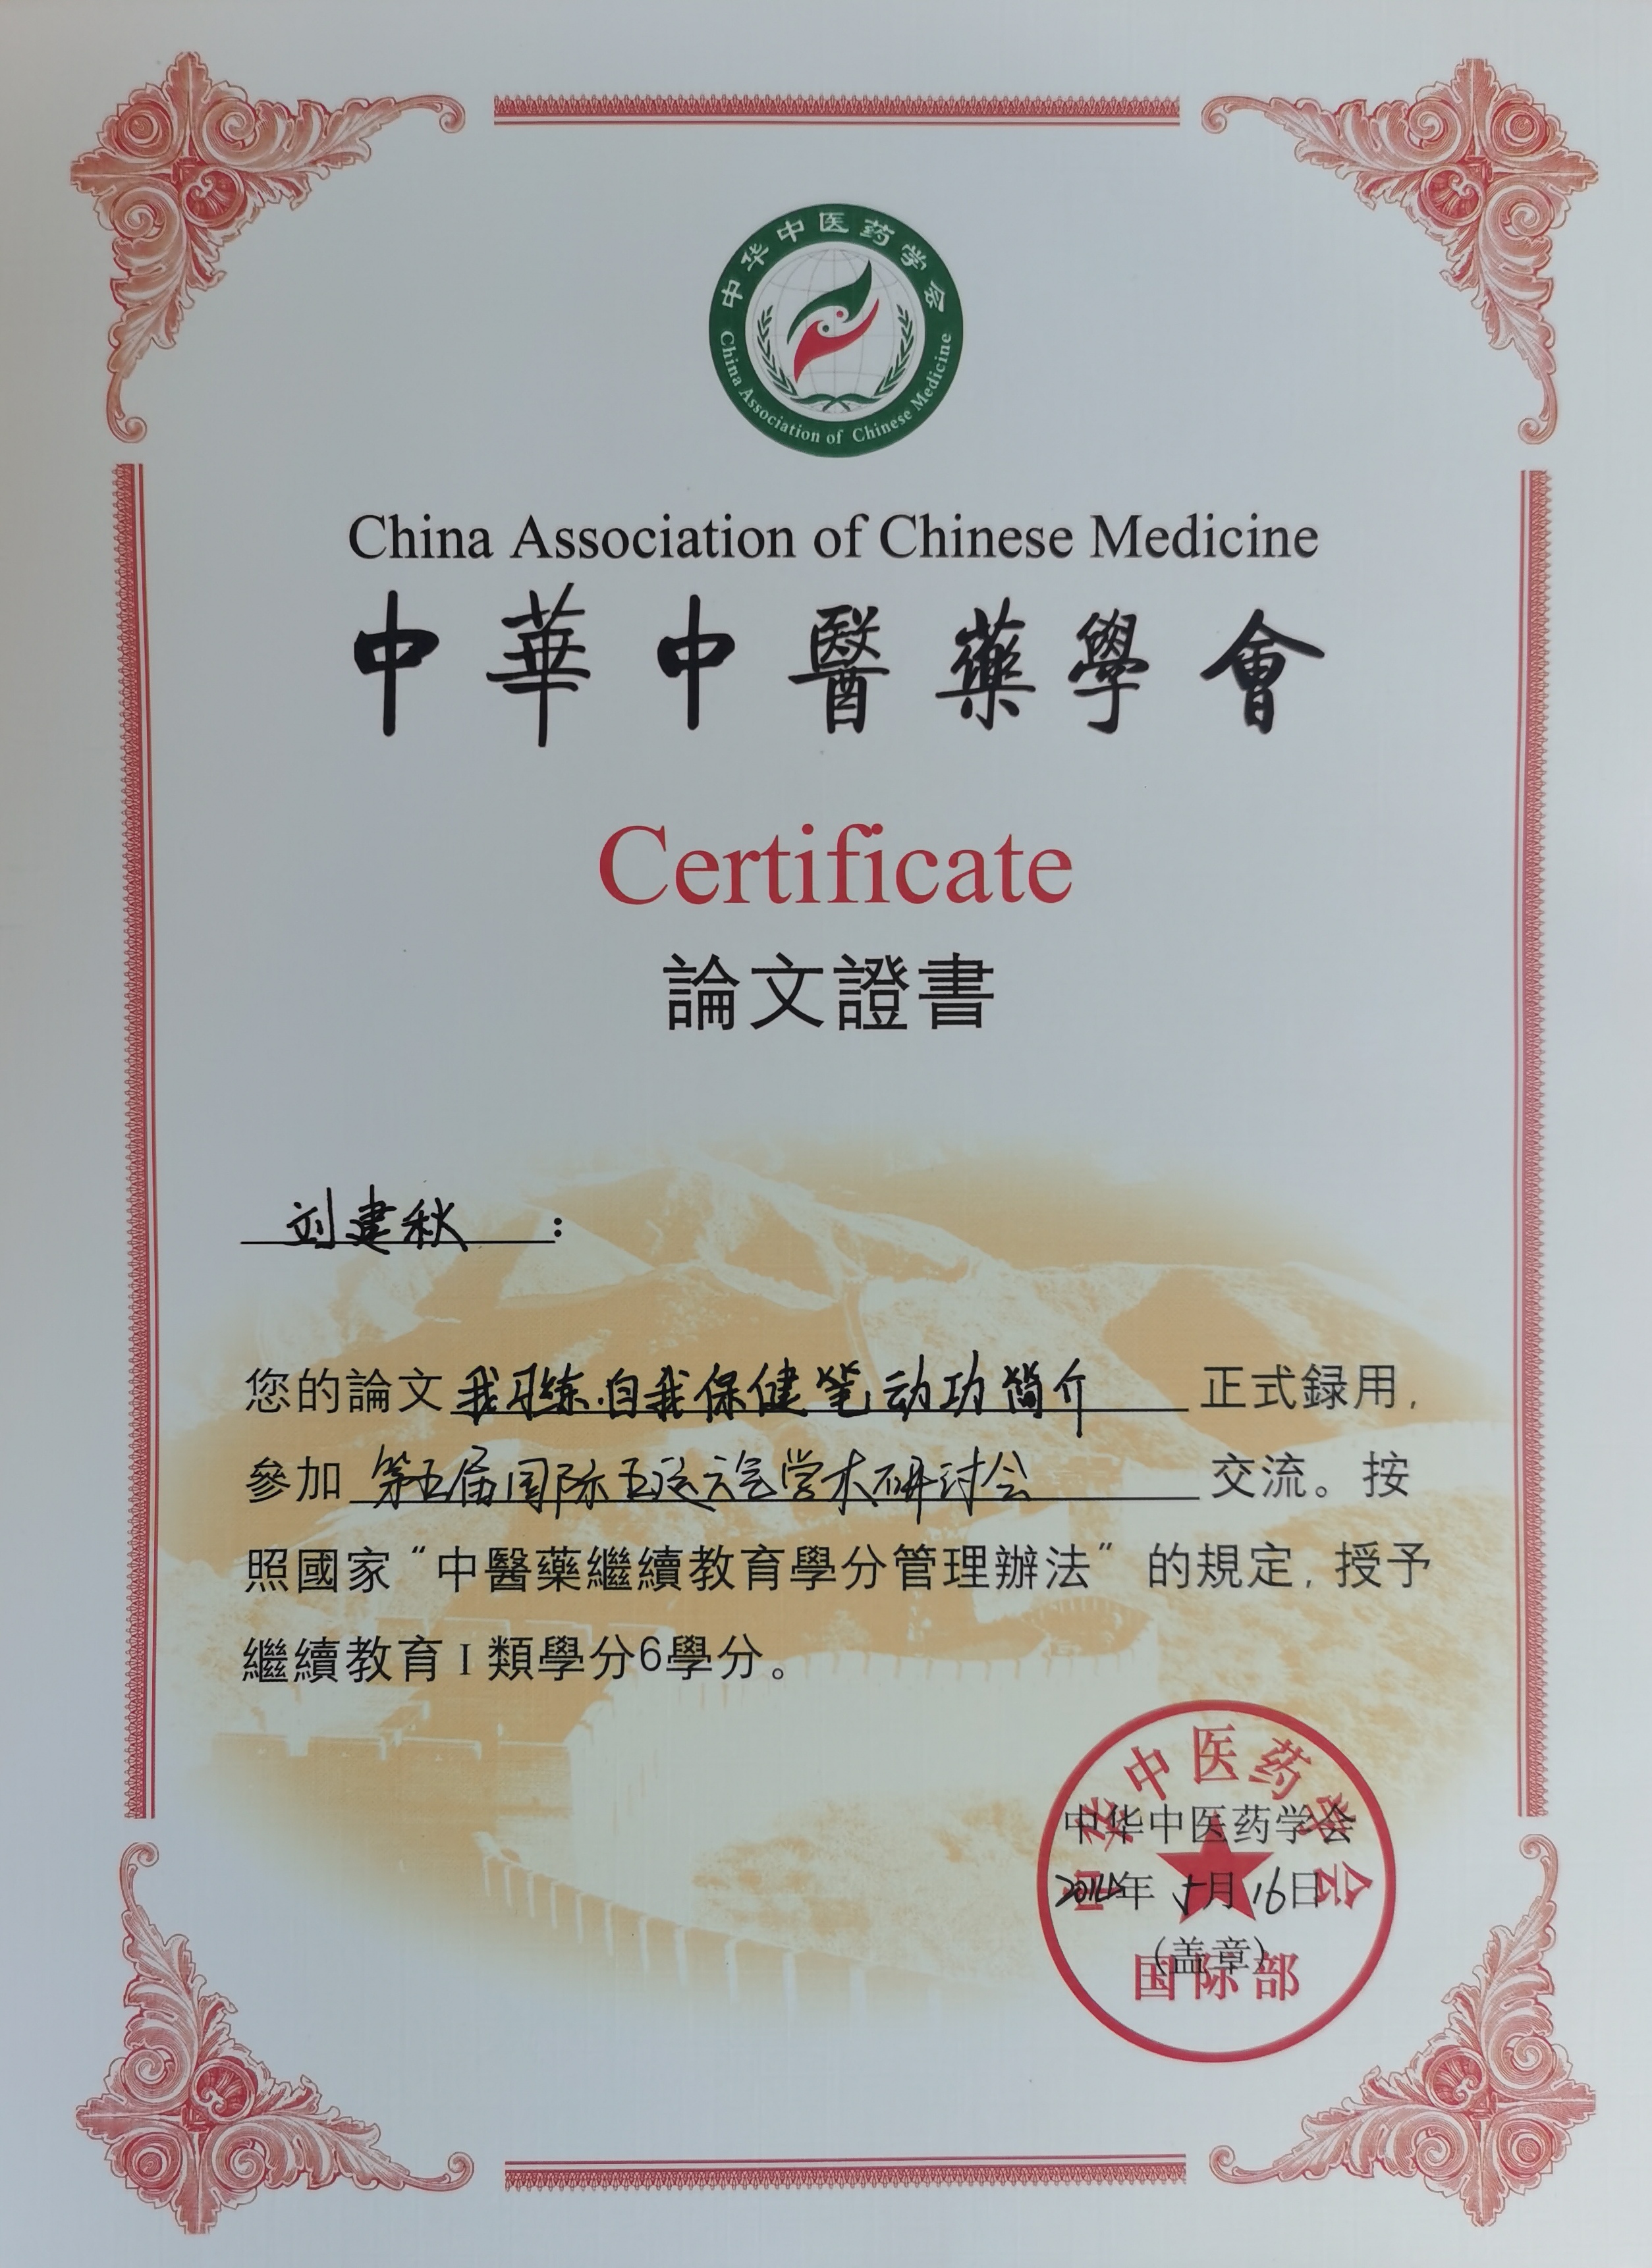 中华中医药学会
China Association of Chinese Medicine
China Association of Chinese Medicine
中華中醫藥學會
Certificate
論文證書
刘建秋：
您的論文我习练自我保健笔动功简介正式録用，
參加第五届国际五运六气学术研讨会交流。按
照國家“中醫藥繼續教育學分管理辦法”的規定，授予
繼續教育I類學分6學分。
中华中医药学会
中华中医药学会
年5月16日
（盖章）
国际部